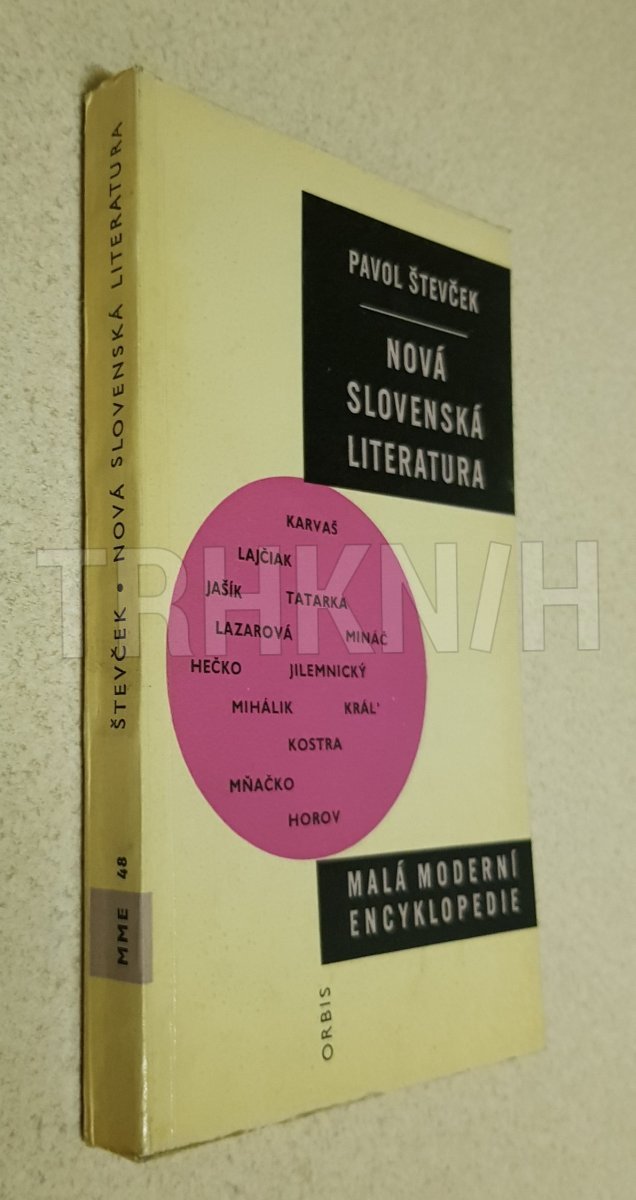 ŠTEVČEK • NOVÁ SLOVENSKÁ LITERATURA
MME 48
PAVOL ŠTEVČEK
NOVÁ
SLOVENSKÁ
LITERATURA
KARVAŠ
LAJČIAK
JAŠÍK TATARKA
LAZAROVÁ MINÁČ
HEČKO JILEMNICKÝ
MIHÁLIK KRÁL'
KOSTRA
MŇAČKO
HOROV
MALÁ MODERNÍ
ENCYKLOPEDIE
ORBIS
TRHKNIH